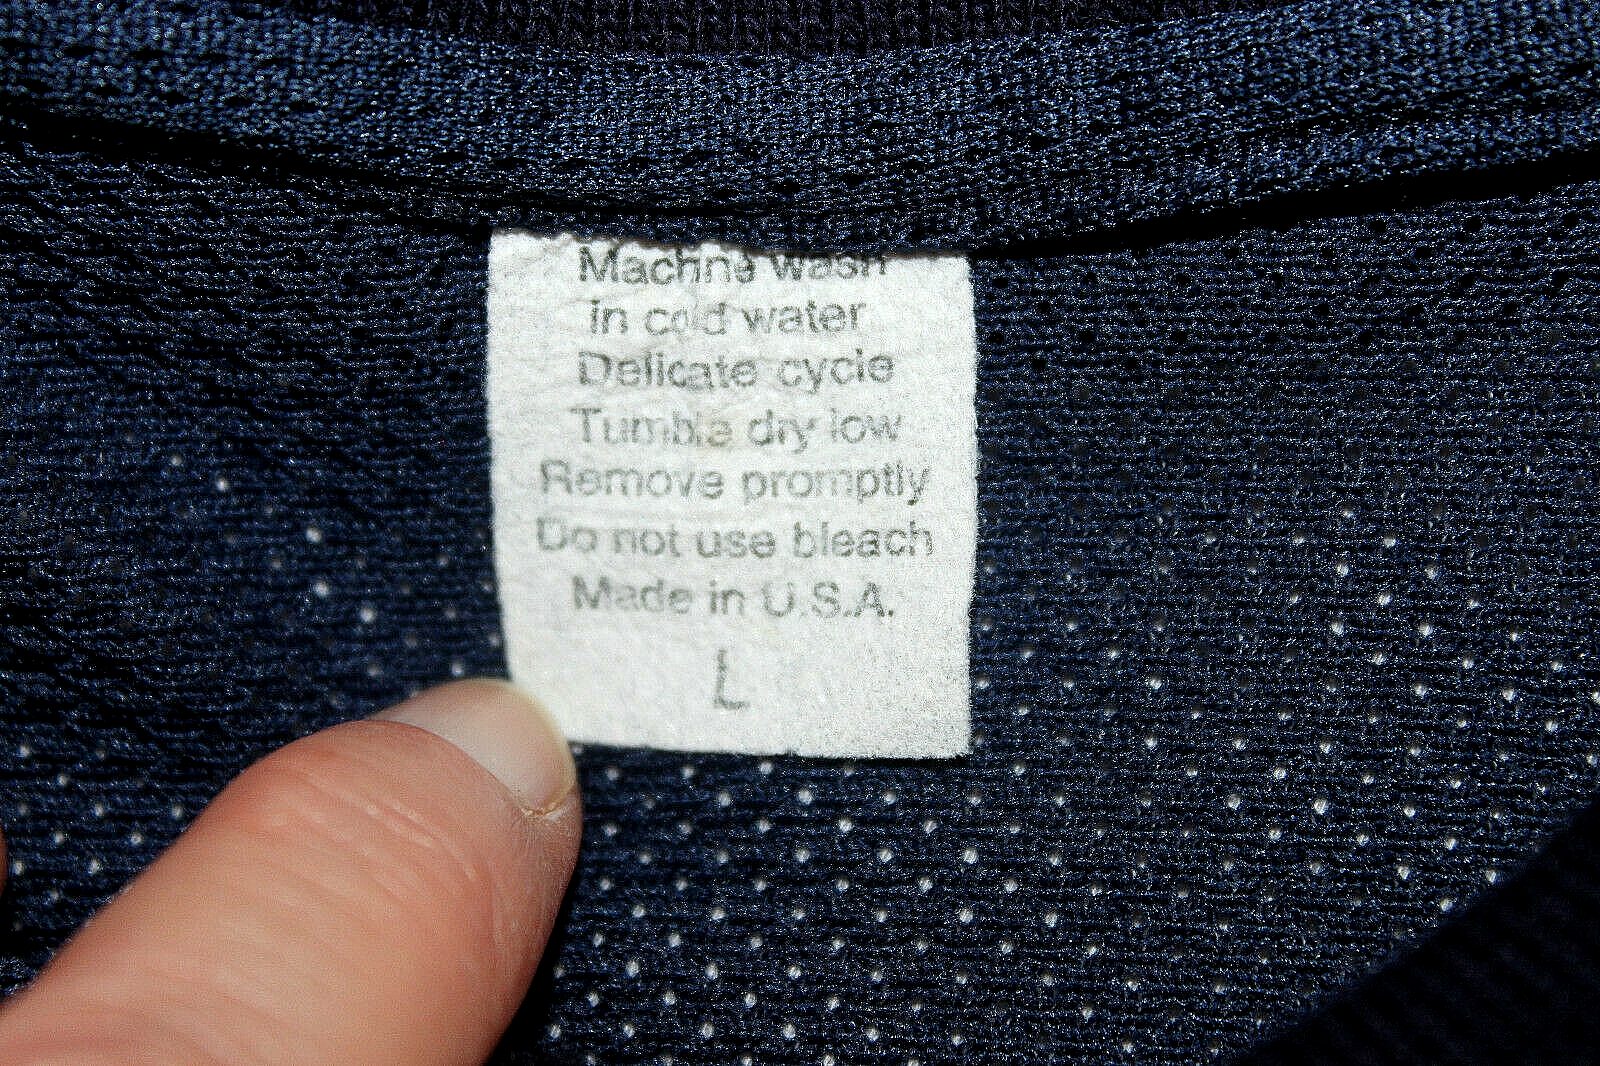 Machine wash
in cold water
Delicate cycle
Tumble dry low
Remove promptly
Do not use bleach
Made in U.S.A.
L